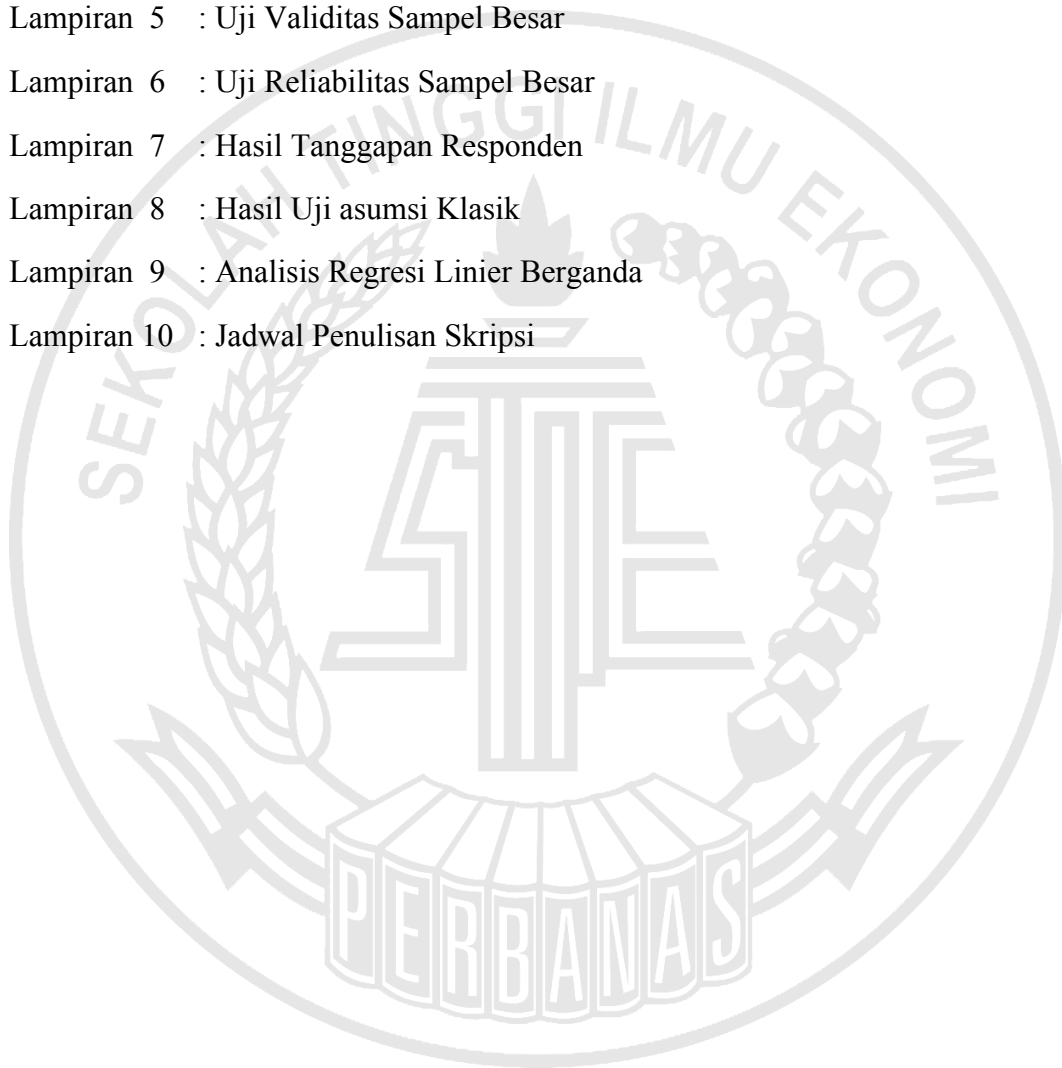 Lampiran 5 : Uji Validitas Sampel Besar
Lampiran 6 : Uji Reliabilitas Sampel Besar
Lampiran 7 : Hasil Tanggapan Responden
Lampiran 8 : Hasil Uji asumsi Klasik
Lampiran 9 : Analisis Regresi Linier Berganda
Lampiran 10 : Jadwal Penulisan Skripsi
SEKOLAH TINGGI ILMU EKONOMI
STIE
PERBANAS